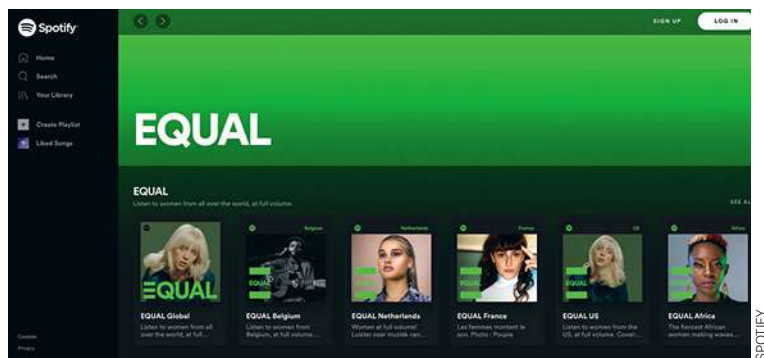 Spotify
SIGN UP
LOG IN
Home
Search
Your Library
Create Playlist
Liked Songs
EQUAL
EQUAL
Listen to women from all over the world, at full volume.
SEE AL
Belgium
Netherlands
France
US
Africa
EQUAL
EQUAL
EQUAL
EQUAL
EQUAL
EQUAL Global
EQUAL Belgium
EQUAL Netherlands
EQUAL France
EQUAL US
EQUAL Africa
Listen to women from all
over the world, at full...
Listen to women from
Belgium, at full volume...
Women at full volume!
Luister naar muziek van...
Les femmes montent le
son. Photo : Poupie
Listen to women from the
US, at full volume. Cover:...
The fiercest African
women making waves...
Cookies
Privacy
SPOTIFY